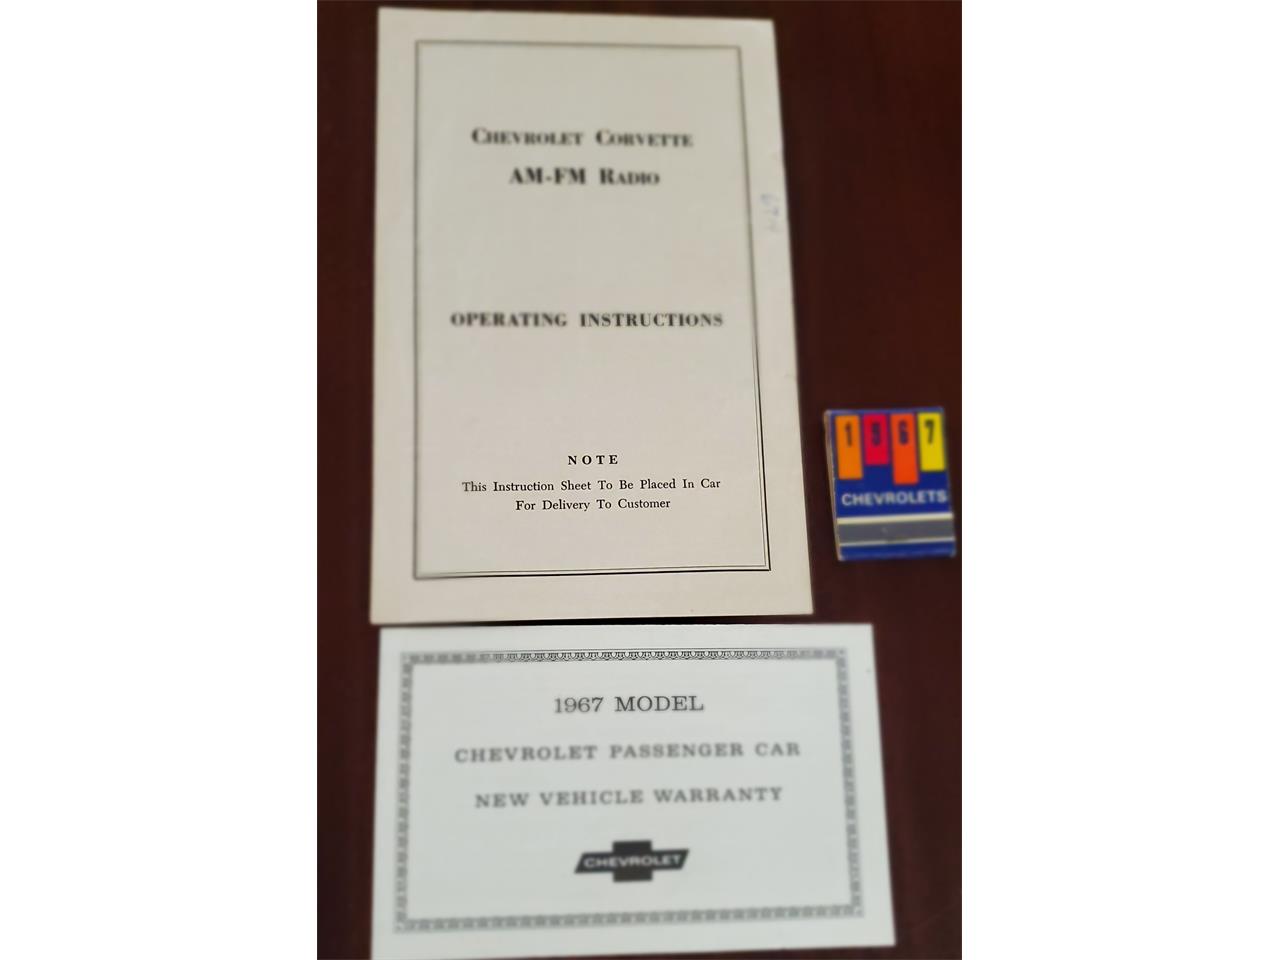 CHEVROLET CORVETTE
AM-FM RADIO
OPERATING INSTRUCTIONS
NOTE
This Instruction Sheet To Be Placed In Car
For Delivery To Customer
1967
CHEVROLETS
1967 MODEL
CHEVROLET PASSENGER CAR
NEW VEHICLE WARRANTY
CHEVROLET